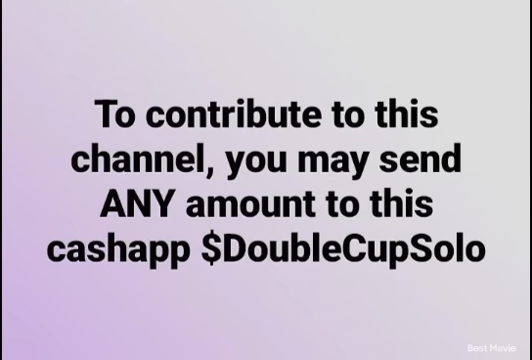 To contribute to this
channel, you may send
ANY amount to this
cashapp $DoubleCupSolo
Best Movie